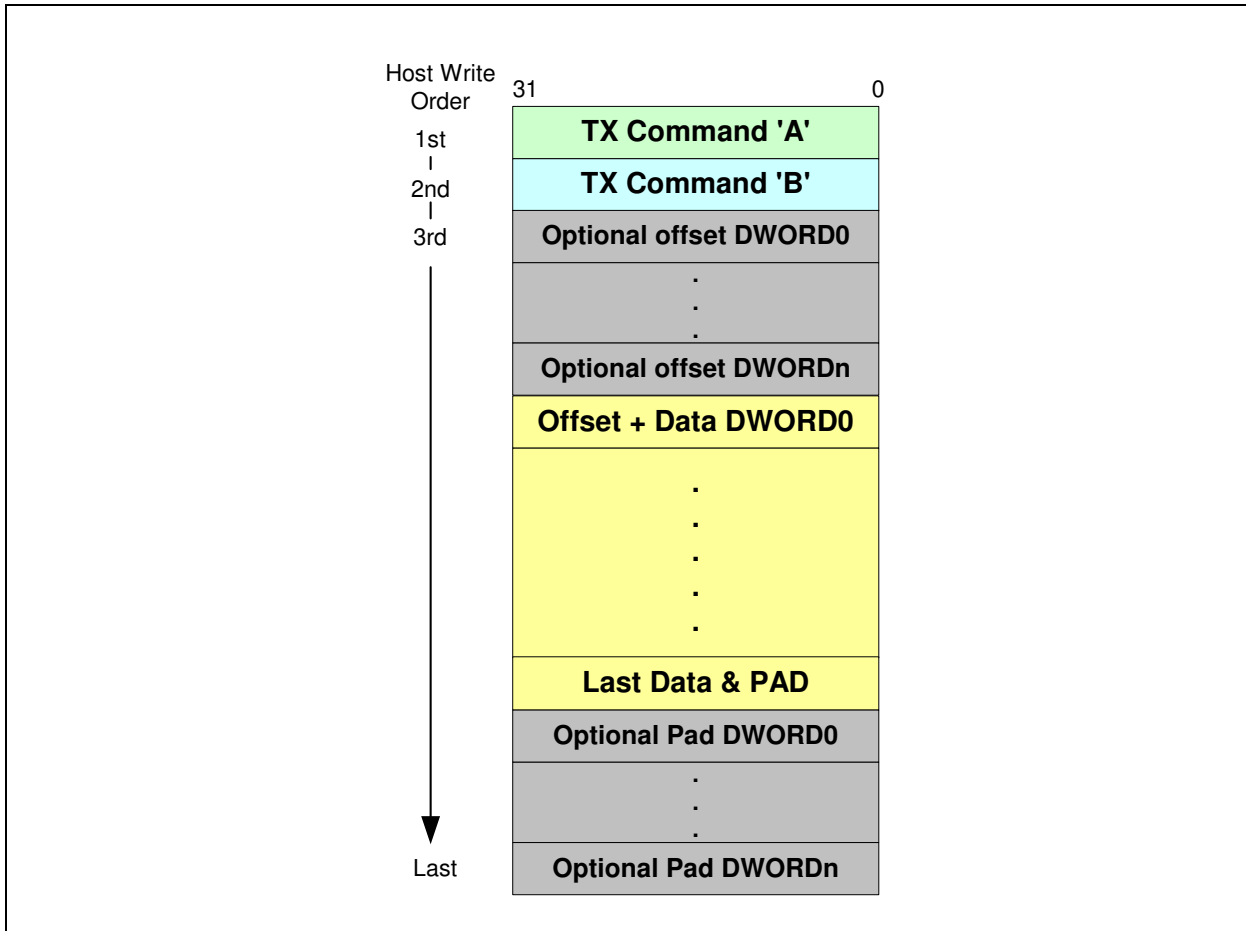 Host Write
Order
31 0
TX Command 'A'
1st
TX Command 'B'
2nd
Optional offset DWORD0
3rd
.
.
.
Optional offset DWORDn
Offset + Data DWORD0
.
.
.
.
.
Last Data & PAD
Optional Pad DWORD0
.
.
.
Optional Pad DWORDn
Last